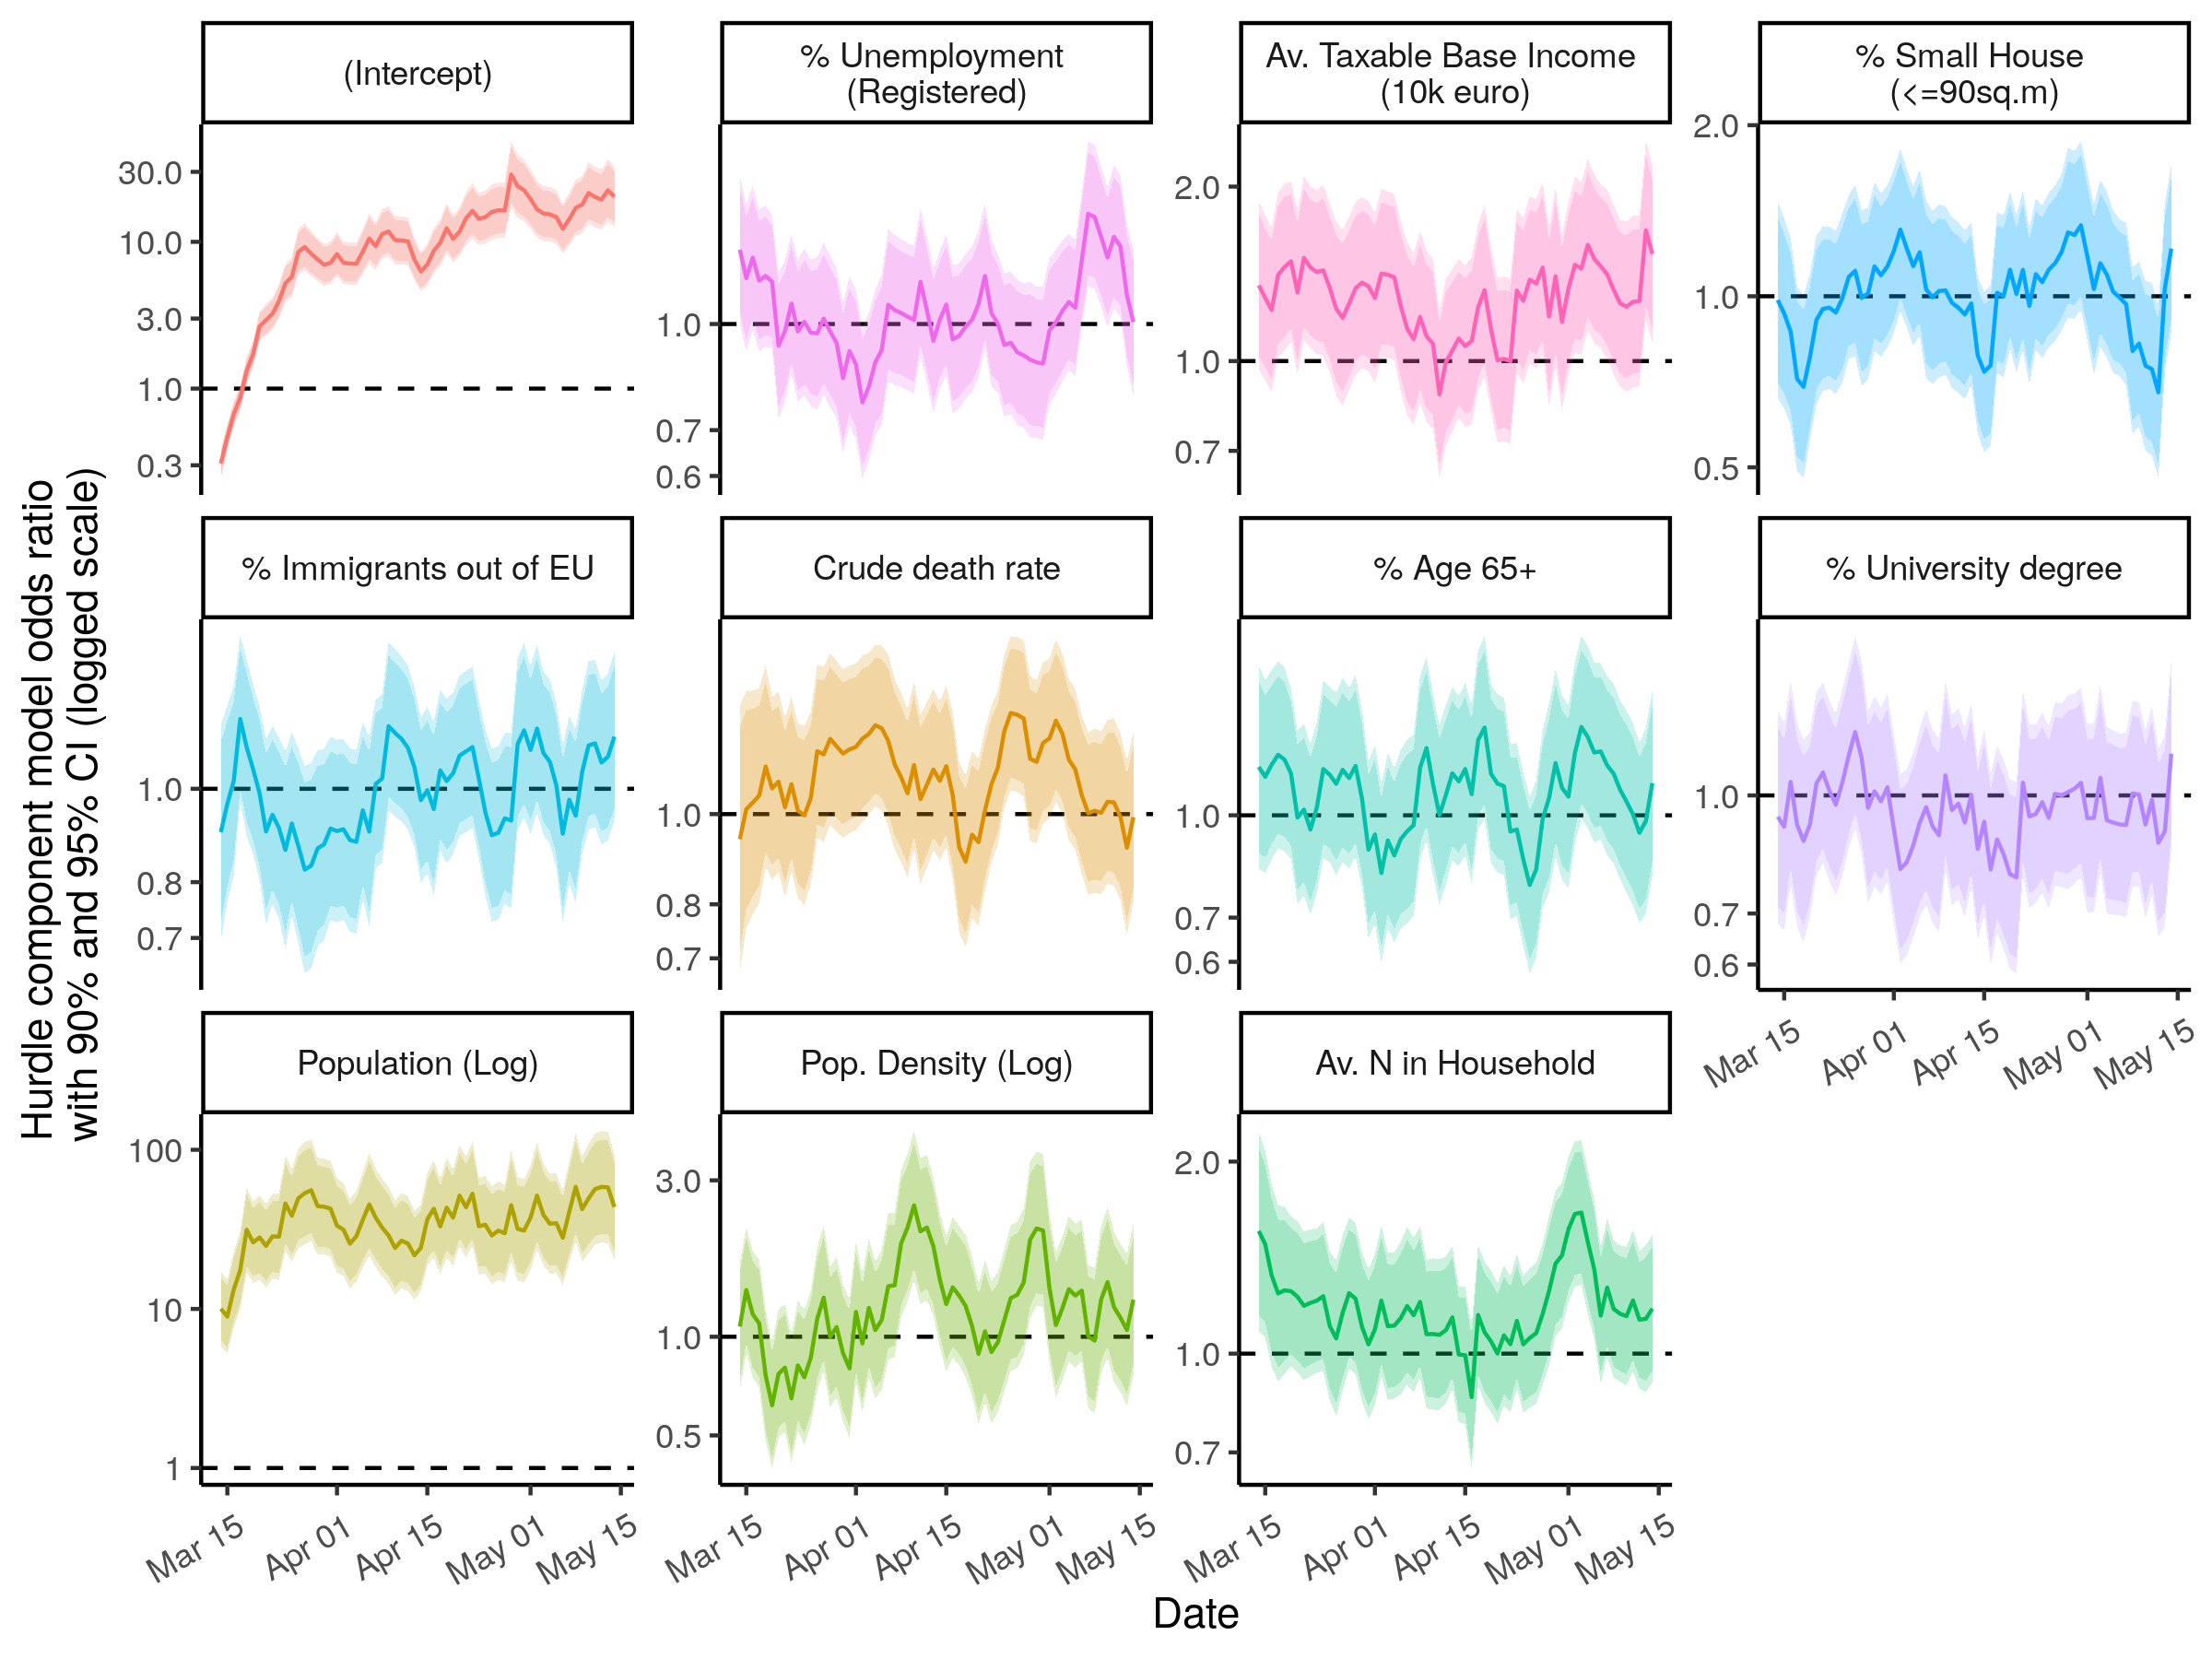 Hurdle component model odds ratio
with 90% and 95% CI (logged scale)
(Intercept)
30.0
10.0
3.0
1.0
0.3
% Unemployment
(Registered)
1.0
0.7
0.6
Av. Taxable Base Income
(10k euro)
2.0
1.0
0.7
% Small House
(<=90sq.m)
2.0
1.0
0.5
% Immigrants out of EU
1.0
0.8
0.7
Crude death rate
1.0
0.8
0.7
% Age 65+
1.0
0.7
0.6
% University degree
1.0
0.7
0.6
Mar 15
Apr 01
Apr 15
May 01
May 15
Population (Log)
100
10
1
Mar 15
Apr 01
Apr 15
May 01
May 15
Pop. Density (Log)
3.0
1.0
0.5
Mar 15
Apr 01
Apr 15
May 01
May 15
Av. N in Household
2.0
1.0
0.7
Mar 15
Apr 01
Apr 15
May 01
May 15
Date